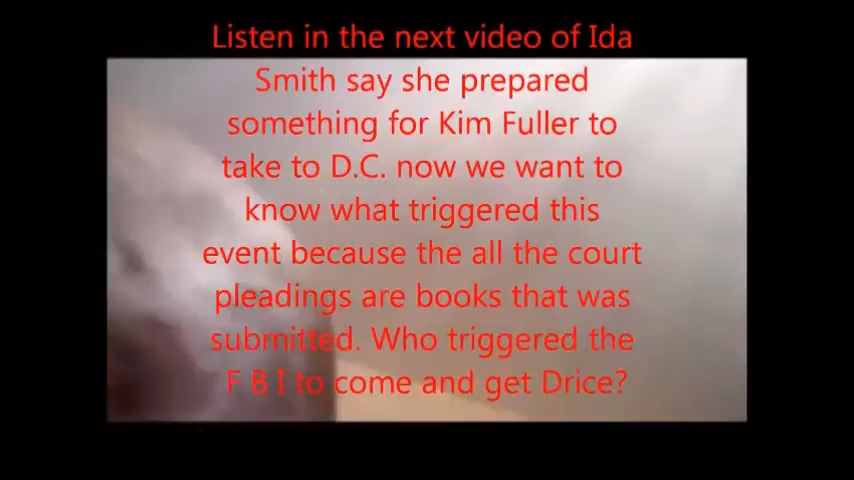 Listen in the next video of Ida
Smith say she prepared
something for Kim Fuller to
take to D.C. now we want to
know what triggered this
event because the all the court
pleadings are books that was
submitted. Who triggered the
F B I to come and get Drice?